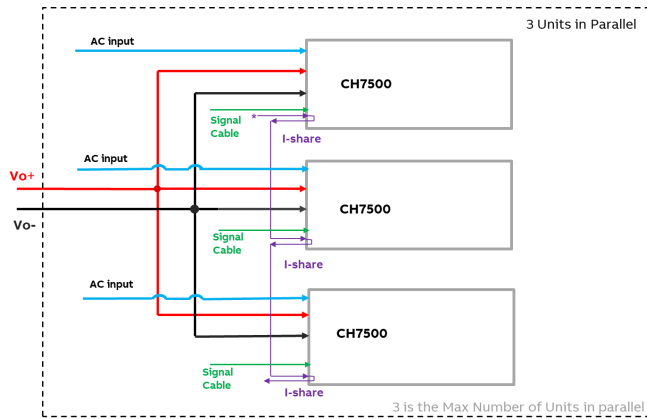 3 Units in Parallel
AC input
CH7500
Signal
Cable
*
I-share
AC input
Vo+
CH7500
Vo-
Signal
Cable
I-share
AC input
CH7500
Signal
Cable
I-share
3 is the Max Number of Units in parallel